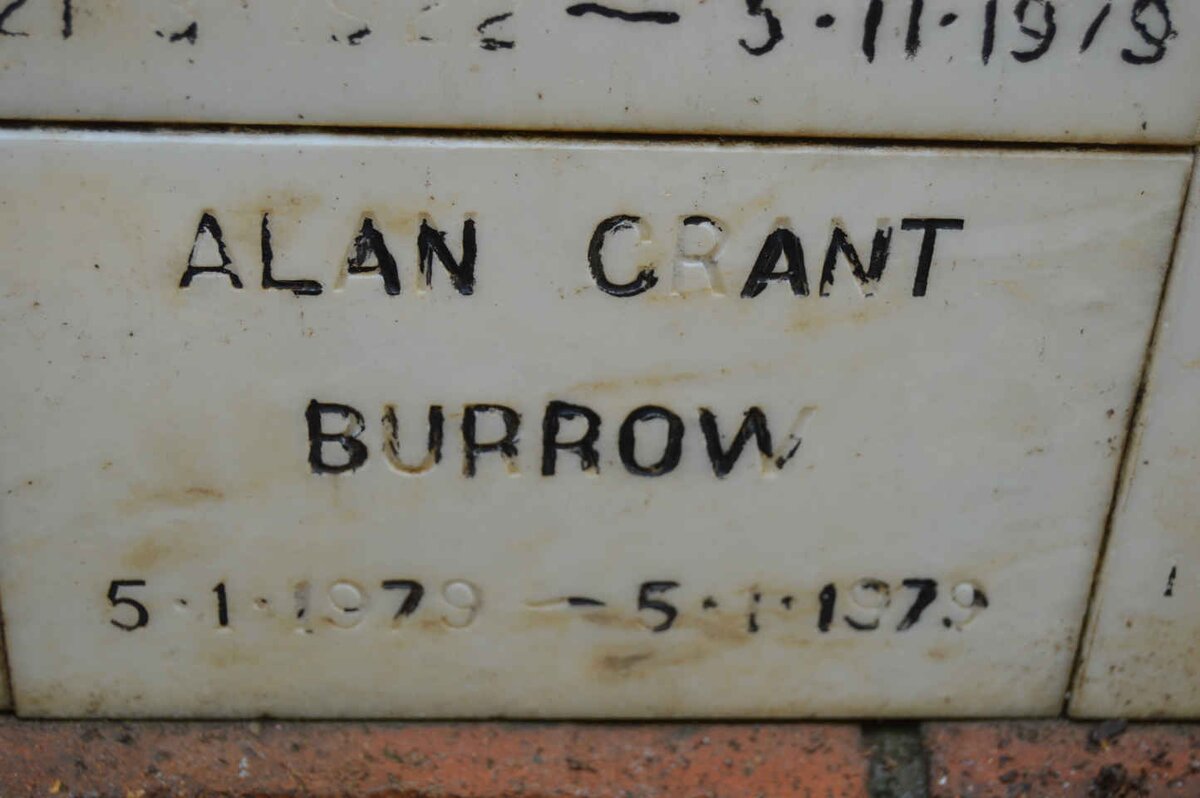 — 5·11·1979
ALAN GRANT
BURROW
5·1·1979 — 5·1·1979